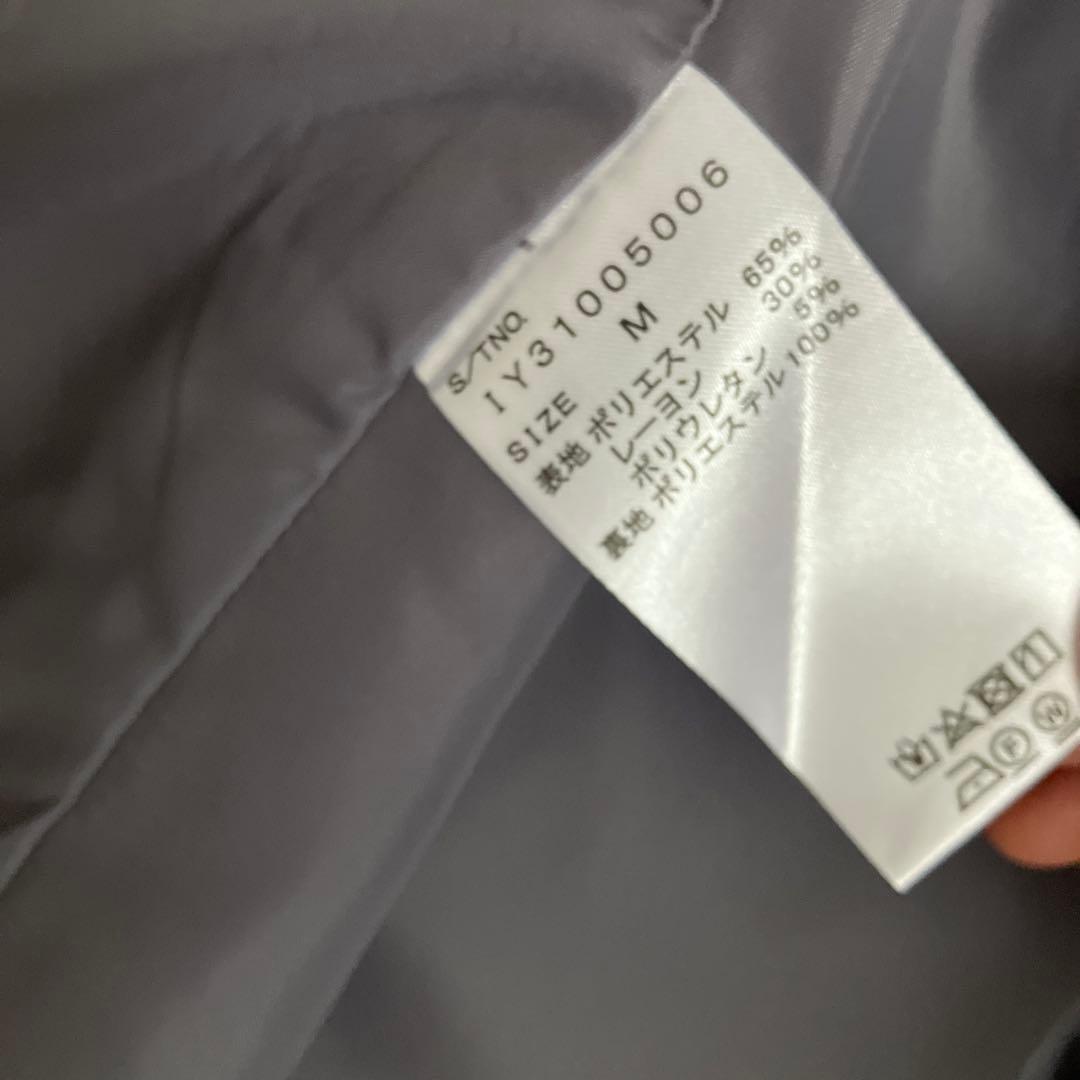 S/TNO.
IY31005006
SIZE M
表地 ポリエステル 65%
レーヨン 30%
ポリウレタン 5%
裏地 ポリエステル 100%
F W